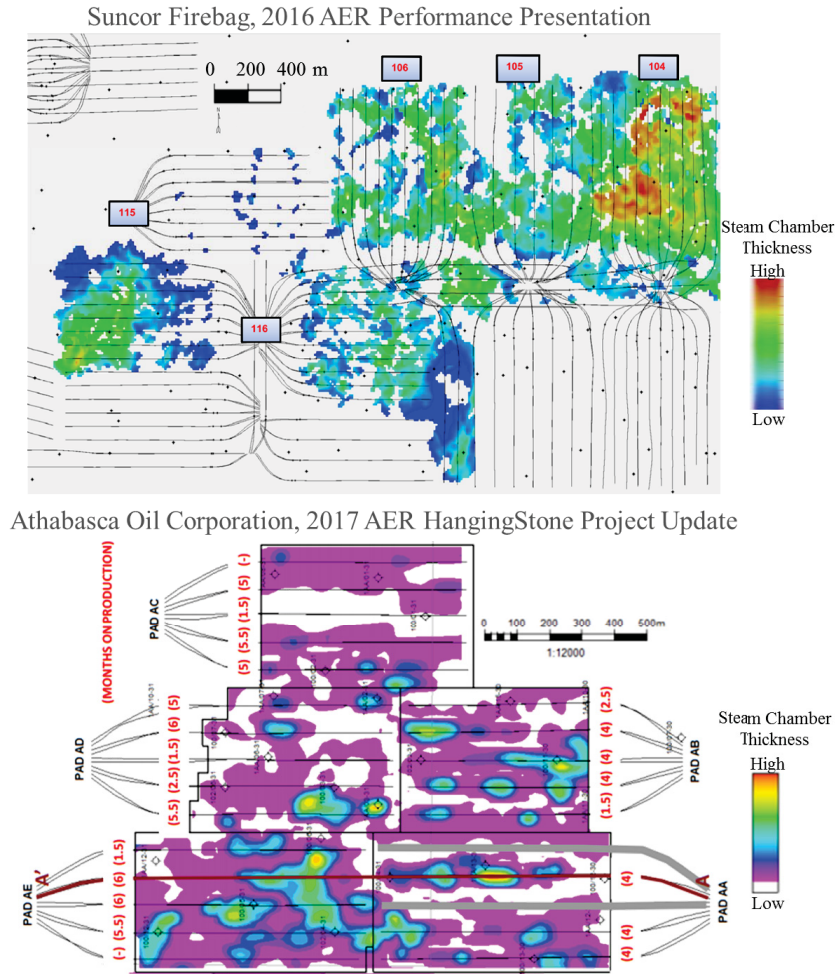 Suncor Firebag, 2016 AER Performance Presentation
106
105
104
0 200 400 m
N
115
116
Steam Chamber
Thickness
High
Low
Athabasca Oil Corporation, 2017 AER HangingStone Project Update
(MONTHS ON PRODUCTION)
PAD AC
(-)
(5)
(1.5)
(5.5)
(5)
0 100 200 300 400 500m
1:12000
PAD AD
(5)
(6)
(1.5)
(2.5)
(5.5)
PAD AB
(2.5)
(4)
(4)
(4)
(1.5)
Steam Chamber
Thickness
High
Low
PAD AE
A'
(1.5)
(6)
(6)
(5.5)
(-)
PAD AA
A
(4)
(4)
(4)